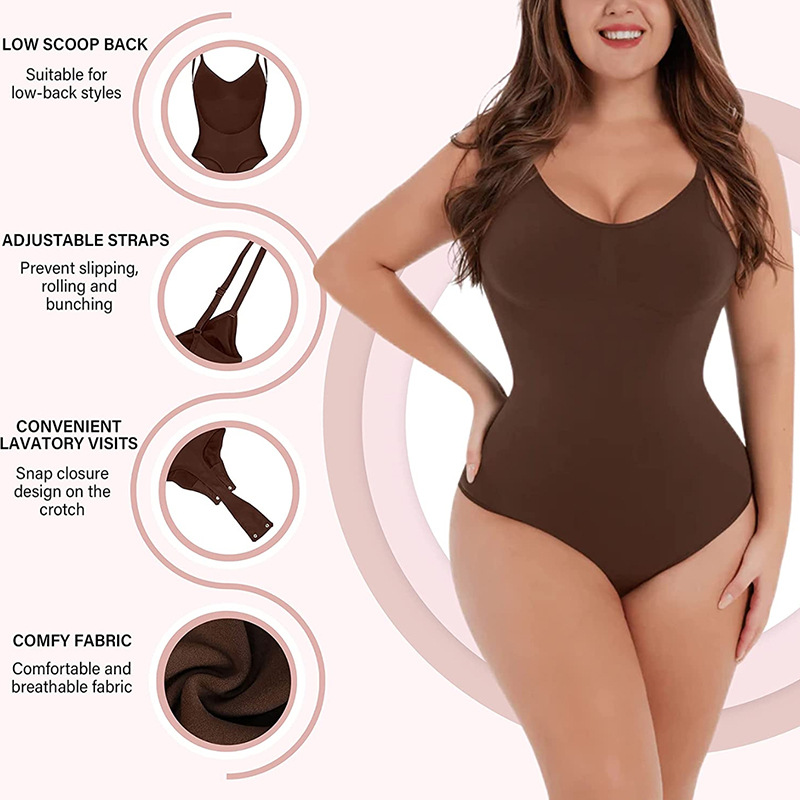 LOW SCOOP BACK
Suitable for
low-back styles
ADJUSTABLE STRAPS
Prevent slipping,
rolling and
bunching
CONVENIENT
LAVATORY VISITS
Snap closure
design on the
crotch
COMFY FABRIC
Comfortable and
breathable fabric